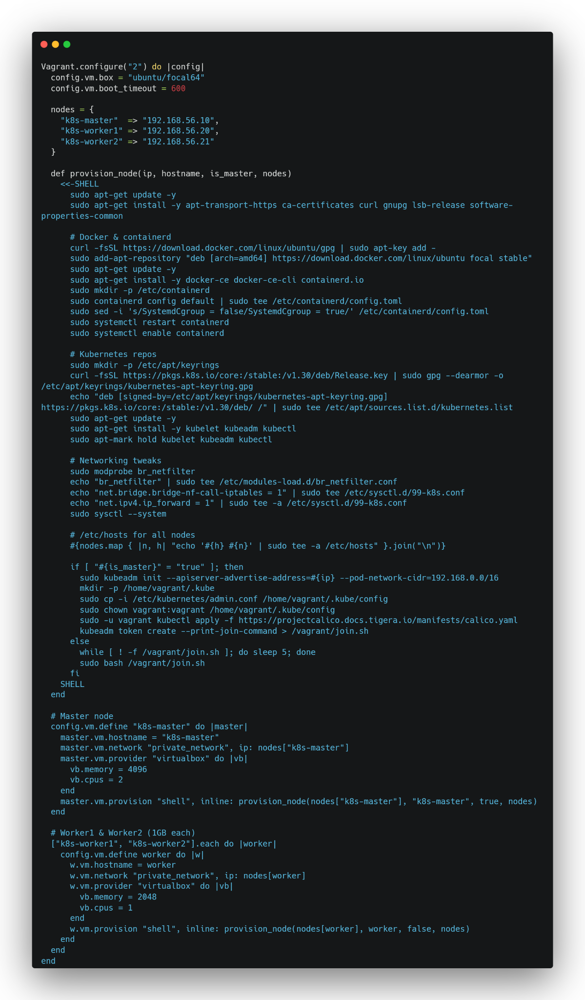 Vagrant.configure("2") do |config|
  config.vm.box = "ubuntu/focal64"
  config.vm.boot_timeout = 600

  nodes = {
    "k8s-master"  => "192.168.56.10",
    "k8s-worker1" => "192.168.56.20",
    "k8s-worker2" => "192.168.56.21"
  }

  def provision_node(ip, hostname, is_master, nodes)
    <<-SHELL
      sudo apt-get update -y
      sudo apt-get install -y apt-transport-https ca-certificates curl gnupg lsb-release software-
properties-common

      # Docker & containerd
      curl -fsSL https://download.docker.com/linux/ubuntu/gpg | sudo apt-key add -
      sudo add-apt-repository "deb [arch=amd64] https://download.docker.com/linux/ubuntu focal stable"
      sudo apt-get update -y
      sudo apt-get install -y docker-ce docker-ce-cli containerd.io
      sudo mkdir -p /etc/containerd
      sudo containerd config default | sudo tee /etc/containerd/config.toml
      sudo sed -i 's/SystemdCgroup = false/SystemdCgroup = true/' /etc/containerd/config.toml
      sudo systemctl restart containerd
      sudo systemctl enable containerd

      # Kubernetes repos
      sudo mkdir -p /etc/apt/keyrings
      curl -fsSL https://pkgs.k8s.io/core:/stable:/v1.30/deb/Release.key | sudo gpg --dearmor -o
/etc/apt/keyrings/kubernetes-apt-keyring.gpg
      echo "deb [signed-by=/etc/apt/keyrings/kubernetes-apt-keyring.gpg]
https://pkgs.k8s.io/core:/stable:/v1.30/deb/ /" | sudo tee /etc/apt/sources.list.d/kubernetes.list
      sudo apt-get update -y
      sudo apt-get install -y kubelet kubeadm kubectl
      sudo apt-mark hold kubelet kubeadm kubectl

      # Networking tweaks
      sudo modprobe br_netfilter
      echo "br_netfilter" | sudo tee /etc/modules-load.d/br_netfilter.conf
      echo "net.bridge.bridge-nf-call-iptables = 1" | sudo tee /etc/sysctl.d/99-k8s.conf
      echo "net.ipv4.ip_forward = 1" | sudo tee -a /etc/sysctl.d/99-k8s.conf
      sudo sysctl --system

      # /etc/hosts for all nodes
      #{nodes.map { |n, h| "echo '#{h} #{n}' | sudo tee -a /etc/hosts" }.join("\n")}

      if [ "#{is_master}" = "true" ]; then
        sudo kubeadm init --apiserver-advertise-address=#{ip} --pod-network-cidr=192.168.0.0/16
        mkdir -p /home/vagrant/.kube
        sudo cp -i /etc/kubernetes/admin.conf /home/vagrant/.kube/config
        sudo chown vagrant:vagrant /home/vagrant/.kube/config
        sudo -u vagrant kubectl apply -f https://projectcalico.docs.tigera.io/manifests/calico.yaml
        kubeadm token create --print-join-command > /vagrant/join.sh
      else
        while [ ! -f /vagrant/join.sh ]; do sleep 5; done
        sudo bash /vagrant/join.sh
      fi
    SHELL
  end

  # Master node
  config.vm.define "k8s-master" do |master|
    master.vm.hostname = "k8s-master"
    master.vm.network "private_network", ip: nodes["k8s-master"]
    master.vm.provider "virtualbox" do |vb|
      vb.memory = 4096
      vb.cpus = 2
    end
    master.vm.provision "shell", inline: provision_node(nodes["k8s-master"], "k8s-master", true, nodes)
  end

  # Worker1 & Worker2 (1GB each)
  ["k8s-worker1", "k8s-worker2"].each do |worker|
    config.vm.define worker do |w|
      w.vm.hostname = worker
      w.vm.network "private_network", ip: nodes[worker]
      w.vm.provider "virtualbox" do |vb|
        vb.memory = 2048
        vb.cpus = 1
      end
      w.vm.provision "shell", inline: provision_node(nodes[worker], worker, false, nodes)
    end
  end
end